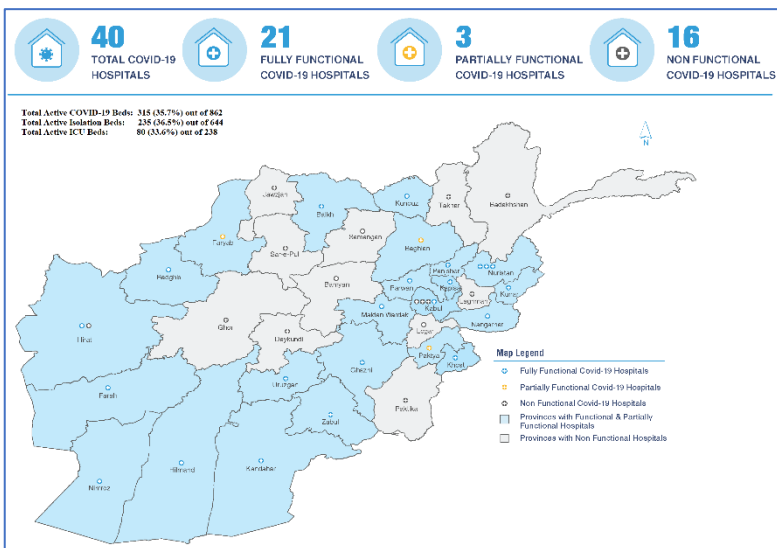 40
TOTAL COVID-19
HOSPITALS
21
FULLY FUNCTIONAL
COVID-19 HOSPITALS
3
PARTIALLY FUNCTIONAL
COVID-19 HOSPITALS
16
NON FUNCTIONAL
COVID-19 HOSPITALS
Total Active COVID-19 Beds: 315 (35.7%) out of 862
Total Active Isolation Beds: 235 (36.5%) out of 644
Total Active ICU Beds: 80 (33.6%) out of 238
N
Jawzjan
Balkh
Kunduz
Takhar
Badakhshan
Faryab
Sar-e-Pul
Samangan
Baghlan
Badghis
Bamyan
Panjsher
Nuristan
Parwan
Kapisa
Kunar
Laghman
Kabul
Hirat
Ghor
Maidan Wardak
Nangarhar
Daykundi
Logar
Paktya
Khost
Ghazni
Uruzgan
Farah
Paktika
Zabul
Nimroz
Hilmand
Kandahar
Map Legend
Fully Functional Covid-19 Hospitals
Partially Functional Covid-19 Hospitals
Non Functional Covid-19 Hospitals
Provinces with Functional & Partially
Functional Hospitals
Provinces with Non Functional Hospitals